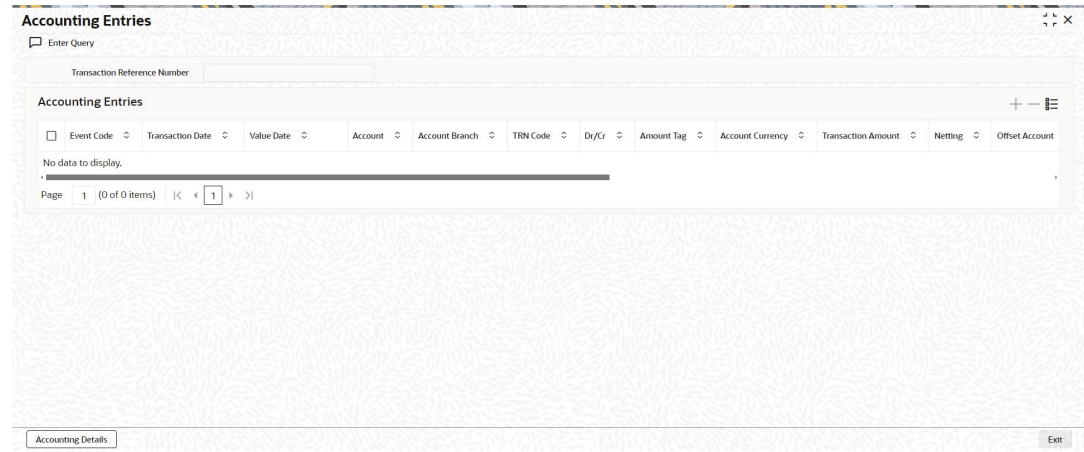 Accounting Entries
Enter Query
Transaction Reference Number
Accounting Entries
Event Code Transaction Date Value Date Account Account Branch TRN Code Dr/Cr Amount Tag Account Currency Transaction Amount Netting Offset Account
No data to display.
Page 1 (0 of 0 items) 1
Accounting Details Exit